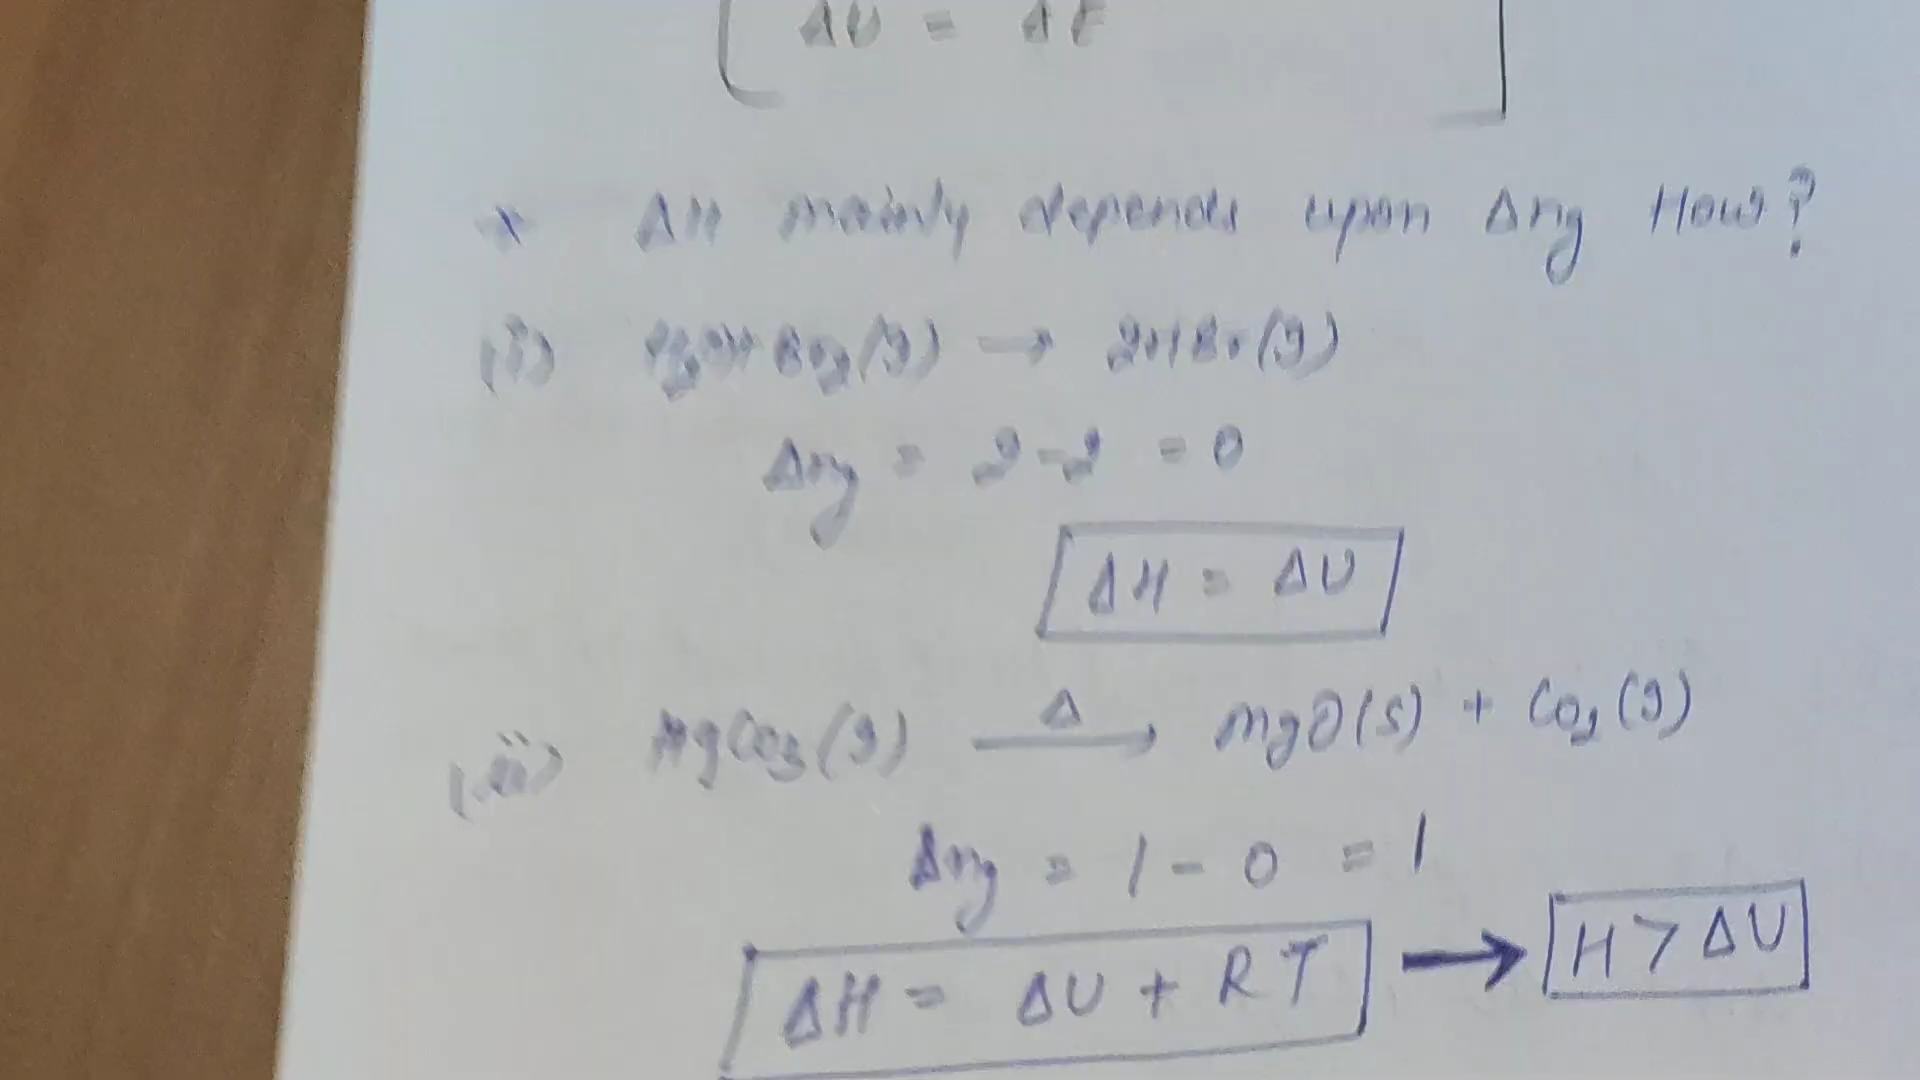 ΔU = ΔE
* ΔH mainly depends upon Δng How?
(i) Br2(g) → 2HBr(g)
Δng = 2-2 = 0
ΔH = ΔU
(ii) MgCO3(g) Δ→ MgO(s) + CO2(g)
Δng = 1 - 0 = 1
ΔH = ΔU + RT → H > ΔU